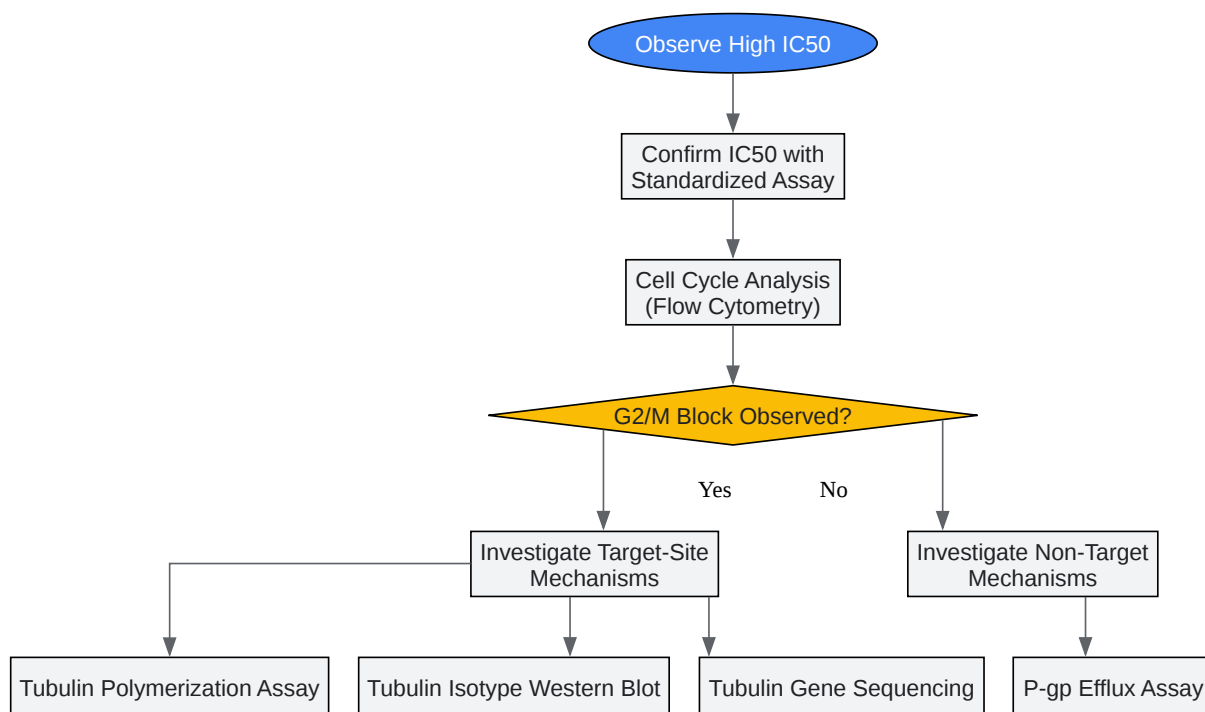 Observe High IC50
Confirm IC50 with
Standardized Assay
Cell Cycle Analysis
(Flow Cytometry)
G2/M Block Observed?
Yes
No
Investigate Target-Site
Mechanisms
Investigate Non-Target
Mechanisms
Tubulin Polymerization Assay
Tubulin Isotype Western Blot
Tubulin Gene Sequencing
P-gp Efflux Assay